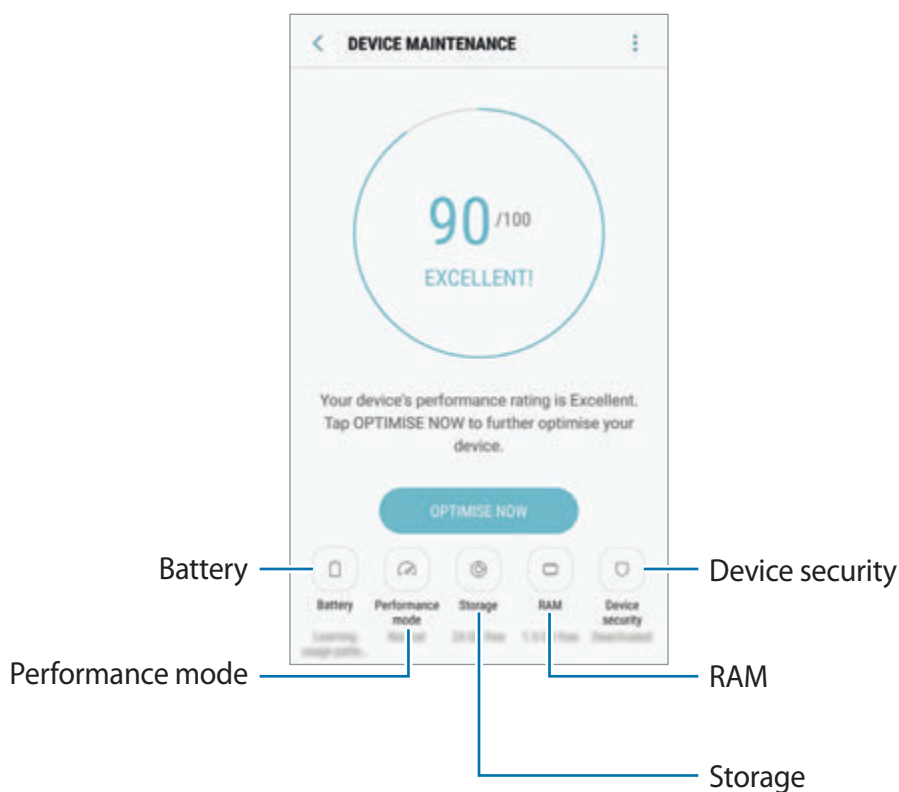 DEVICE MAINTENANCE
90 /100
EXCELLENT!
Your device's performance rating is Excellent.
Tap OPTIMISE NOW to further optimise your
device.
OPTIMISE NOW
Battery
Device security
Battery
Performance
mode
Storage
RAM
Device
security
Performance mode
RAM
Storage